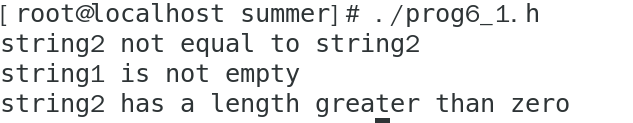 [root@localhost summer]# ./prog6_1.h
string2 not equal to string2
string1 is not empty
string2 has a length greater than zero